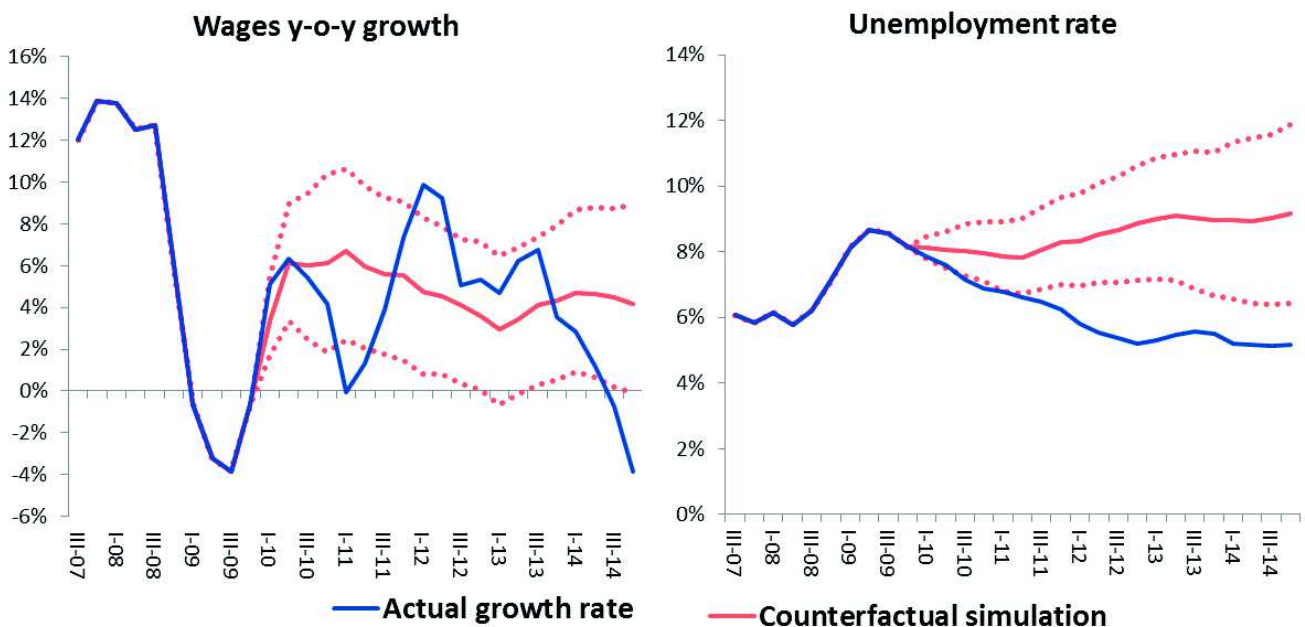 Wages y-o-y growth
16%
14%
12%
10%
8%
6%
4%
2%
0%
-2%
-4%
-6%
III-07
I-08
III-08
I-09
III-09
I-10
III-10
I-11
III-11
I-12
III-12
I-13
III-13
I-14
III-14
Unemployment rate
14%
12%
10%
8%
6%
4%
2%
0%
III-07
I-08
III-08
I-09
III-09
I-10
III-10
I-11
III-11
I-12
III-12
I-13
III-13
I-14
III-14
Actual growth rate
Counterfactual simulation